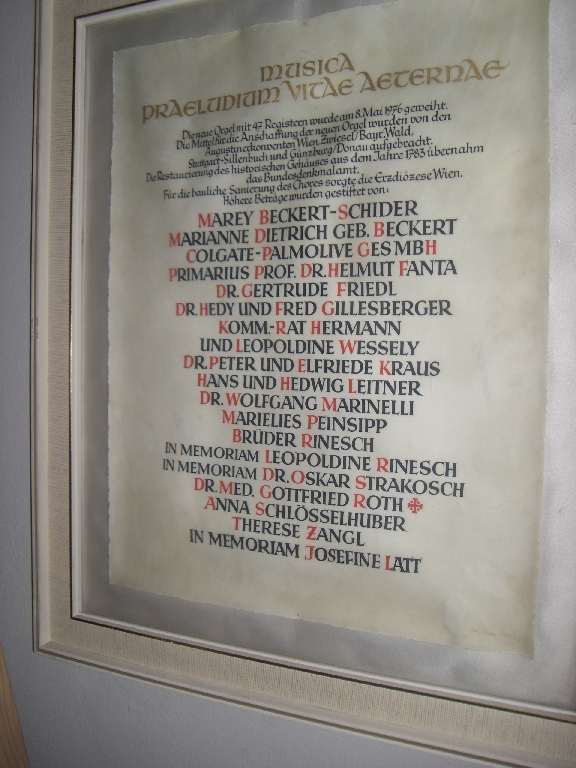 MUSICA
PRAELUDIUM VITAE AETERNAE
Die neue Orgel mit 47 Registern wurde am 8. Mai 1976 geweiht.
Die Mittel für die Anschaffung der neuen Orgel wurden von den
Augustinerkonventen Wien, Zwiesel/Bayr. Wald,
Stuttgart-Sillenbuch und Günzburg/Donau aufgebracht.
Die Restaurierung des historischen Gehäuses aus dem Jahre 1783 übernahm
das Bundesdenkmalamt.
Für die bauliche Sanierung des Chores sorgte die Erzdiözese Wien.
Höhere Beträge wurden gestiftet von:
MAREY BECKERT-SCHIDER
MARIANNE DIETRICH GEB. BECKERT
COLGATE-PALMOLIVE GESMBH
PRIMARIUS PROF. DR. HELMUT FANTA
DR. GERTRUDE FRIEDL
DR. HEDY UND FRED GILLESBERGER
KOMM.-RAT HERMANN
UND LEOPOLDINE WESSELY
DR. PETER UND ELFRIEDE KRAUS
HANS UND HEDWIG LEITNER
DR. WOLFGANG MARINELLI
MARIELIES PEINSIPP
BRÜDER RINESCH
IN MEMORIAM LEOPOLDINE RINESCH
IN MEMORIAM DR. OSKAR STRAKOSCH
DR. MED. GOTTFRIED ROTH
ANNA SCHLÖSSELHUBER
THERESE ZANGL
IN MEMORIAM JOSEFINE LATT